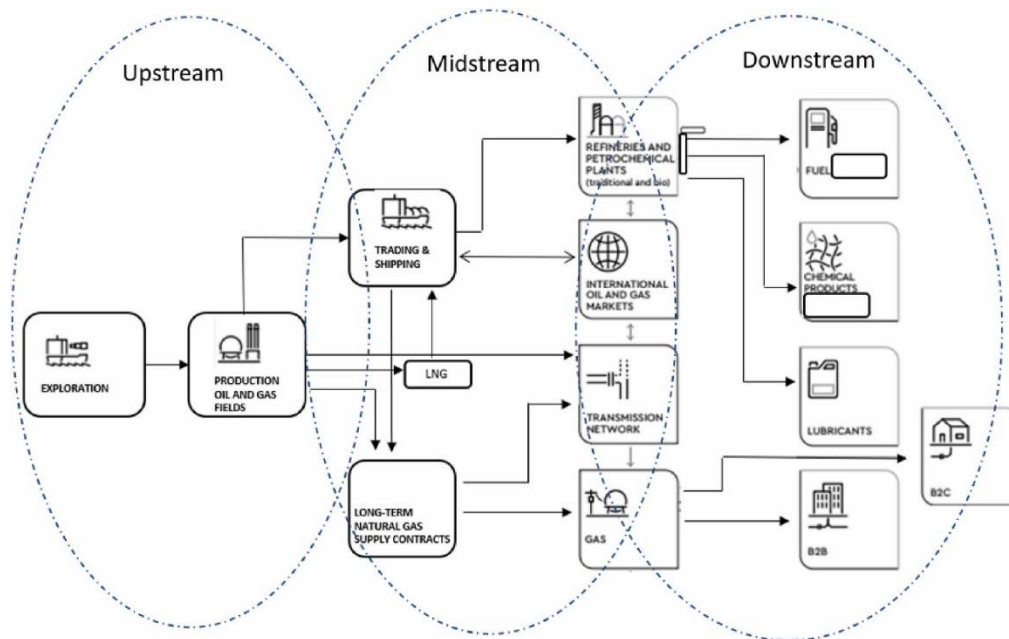 Upstream
Midstream
Downstream
REFINERIES AND
PETROCHEMICAL
PLANTS
(traditional and bio)
FUEL
TRADING &
SHIPPING
INTERNATIONAL
OIL AND GAS
MARKETS
CHEMICAL
PRODUCTS
EXPLORATION
PRODUCTION
OIL AND GAS
FIELDS
LNG
TRANSMISSION
NETWORK
LUBRICANTS
LONG-TERM
NATURAL GAS
SUPPLY CONTRACTS
GAS
B2B
B2C